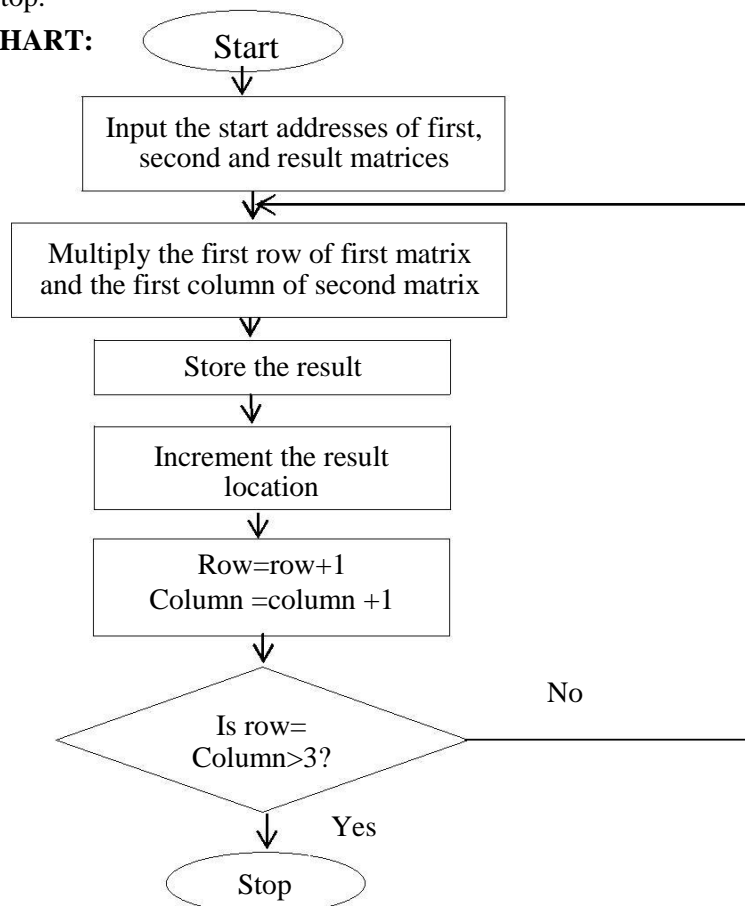 top.
HART:
Start
Input the start addresses of first,
second and result matrices
Multiply the first row of first matrix
and the first column of second matrix
Store the result
Increment the result
location
Row=row+1
Column =column +1
Is row=
Column>3?
No
Yes
Stop